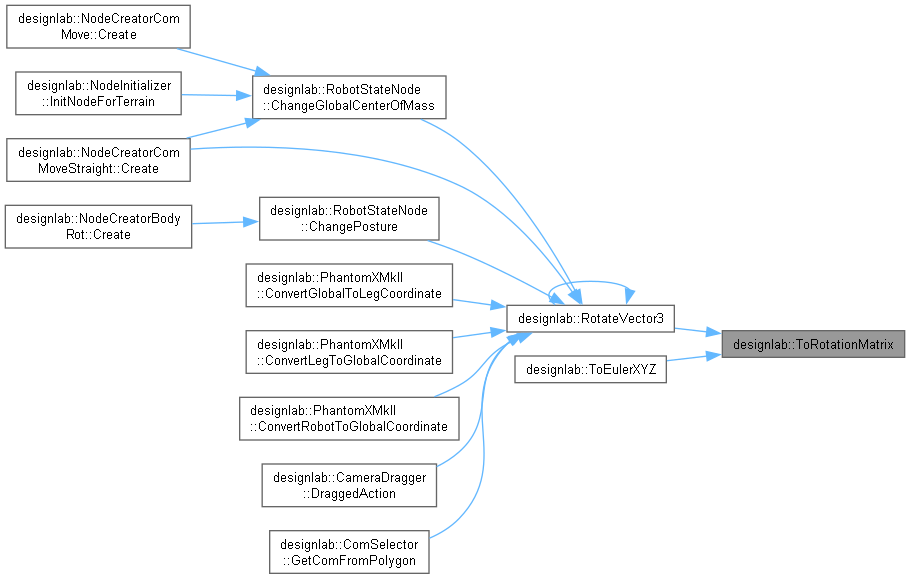 designlab::NodeCreatorCom
Move::Create
designlab::NodeInitializer
::InitNodeForTerrain
designlab::NodeCreatorCom
MoveStraight::Create
designlab::NodeCreatorBody
Rot::Create
designlab::RobotStateNode
::ChangeGlobalCenterOfMass
designlab::RobotStateNode
::ChangePosture
designlab::PhantomXMkII
::ConvertGlobalToLegCoordinate
designlab::PhantomXMkII
::ConvertLegToGlobalCoordinate
designlab::PhantomXMkII
::ConvertRobotToGlobalCoordinate
designlab::CameraDragger
::DraggedAction
designlab::ComSelector
::GetComFromPolygon
designlab::RotateVector3
designlab::ToEulerXYZ
designlab::ToRotationMatrix